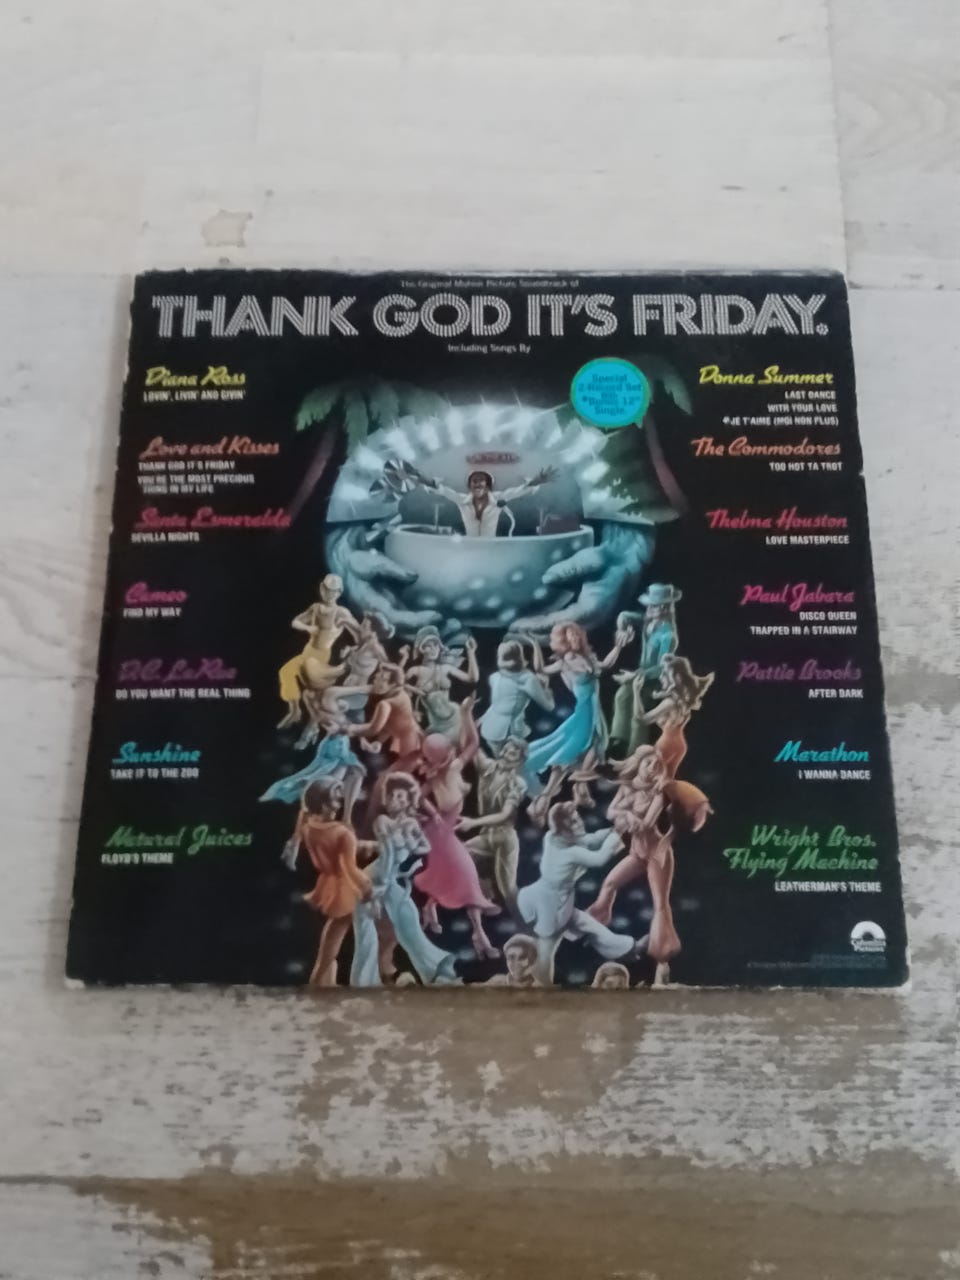 The Original Motion Picture Soundtrack of
THANK GOD IT'S FRIDAY.
Including Songs By
Diana Ross
LOVIN', LIVIN' AND GIVIN'
Love and Kisses
THANK GOD IT'S FRIDAY
YOU'RE THE MOST PRECIOUS
THING IN MY LIFE
Santa Esmeralda
SEVILLA NIGHTS
Cameo
FIND MY WAY
D.C. LaRue
DO YOU WANT THE REAL THING
Sunshine
TAKE IT TO THE ZOO
Natural Juices
FLOYD'S THEME
Special
2-Record Set
*Bonus 12"
Single
Donna Summer
LAST DANCE
WITH YOUR LOVE
*JE T'AIME (MOI NON PLUS)
The Commodores
TOO HOT TA TROT
Thelma Houston
LOVE MASTERPIECE
Paul Jabara
DISCO QUEEN
TRAPPED IN A STAIRWAY
Pattie Brooks
AFTER DARK
Marathon
I WANNA DANCE
Wright Bros.
Flying Machine
LEATHERMAN'S THEME
Columbia
Pictures